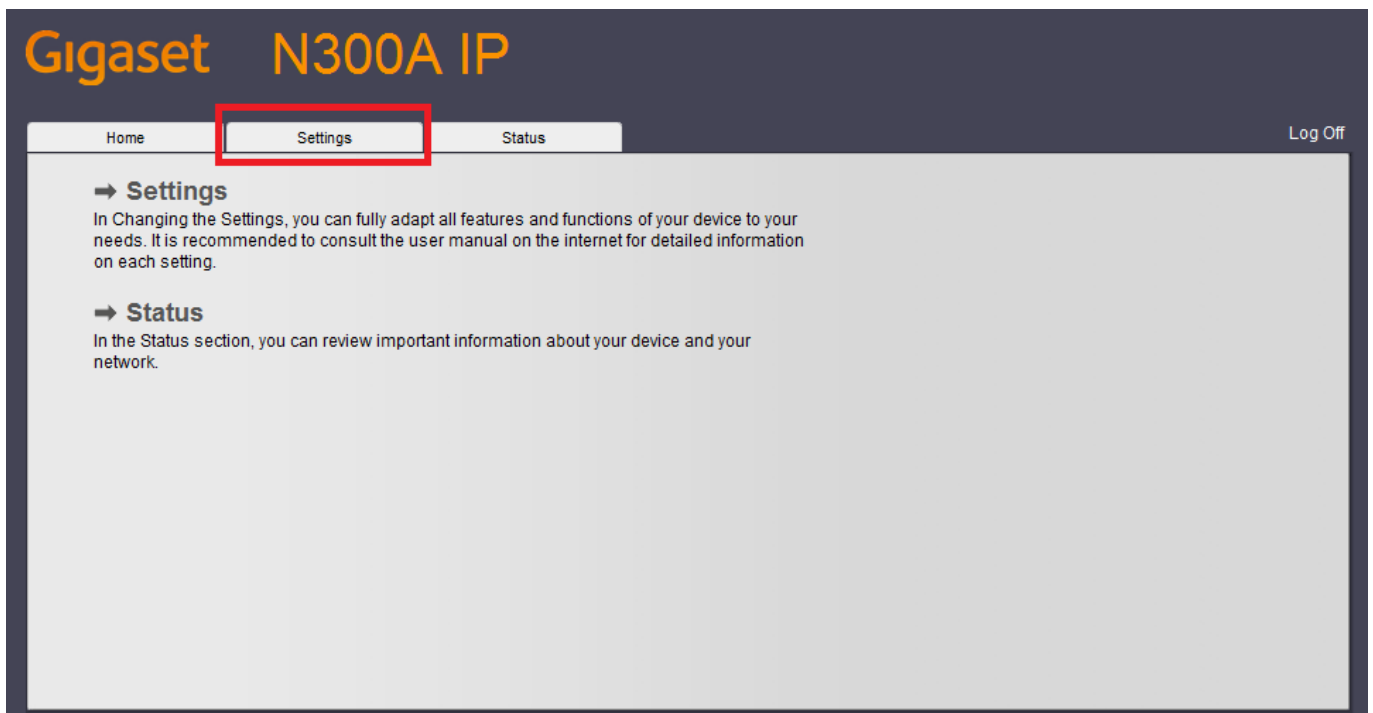 Gigaset N300A IP
Home Settings Status Log Off
➡ Settings
In Changing the Settings, you can fully adapt all features and functions of your device to your
needs. It is recommended to consult the user manual on the internet for detailed information
on each setting.
➡ Status
In the Status section, you can review important information about your device and your
network.